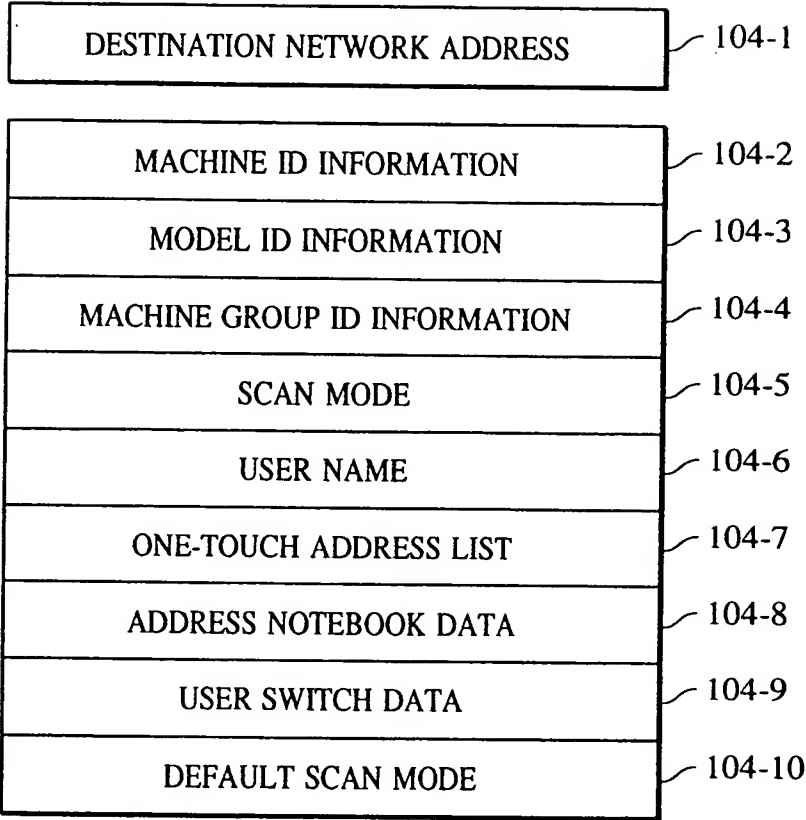 DESTINATION NETWORK ADDRESS 104-1
MACHINE ID INFORMATION 104-2
MODEL ID INFORMATION 104-3
MACHINE GROUP ID INFORMATION 104-4
SCAN MODE 104-5
USER NAME 104-6
ONE-TOUCH ADDRESS LIST 104-7
ADDRESS NOTEBOOK DATA 104-8
USER SWITCH DATA 104-9
DEFAULT SCAN MODE 104-10